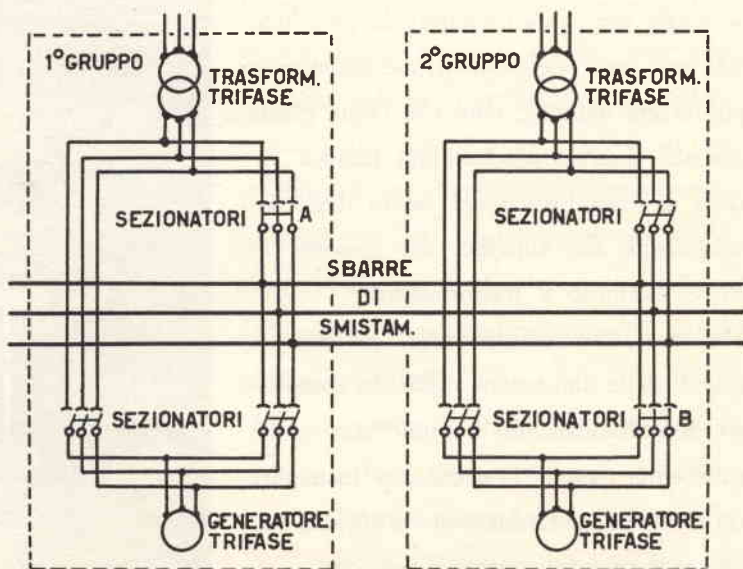 1° GRUPPO
TRASFORM.
TRIFASE
SEZIONATORI
A
2° GRUPPO
TRASFORM.
TRIFASE
SEZIONATORI
SBARRE
DI
SMISTAM.
SEZIONATORI
GENERATORE
TRIFASE
SEZIONATORI
B
GENERATORE
TRIFASE